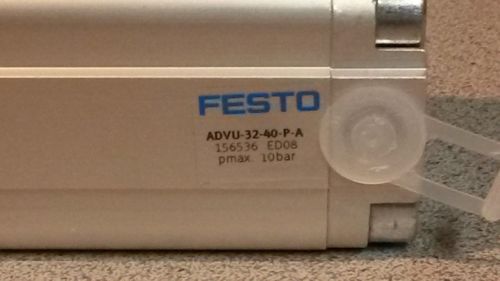 FESTO
ADVU-32-40-P-A
156536 ED08
pmax. 10bar